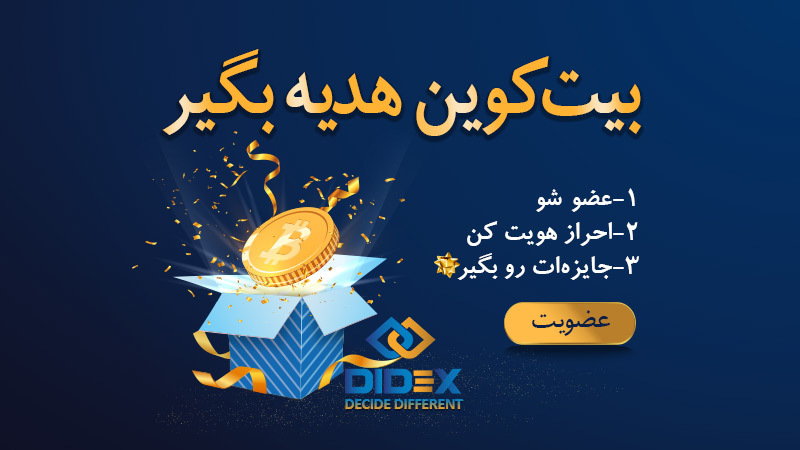 بیت‌کوین هدیه بگیر
۱-عضو شو
۲-احراز هویت کن
۳-جایزه‌ات رو بگیر
عضویت
DIDEX
DECIDE DIFFERENT